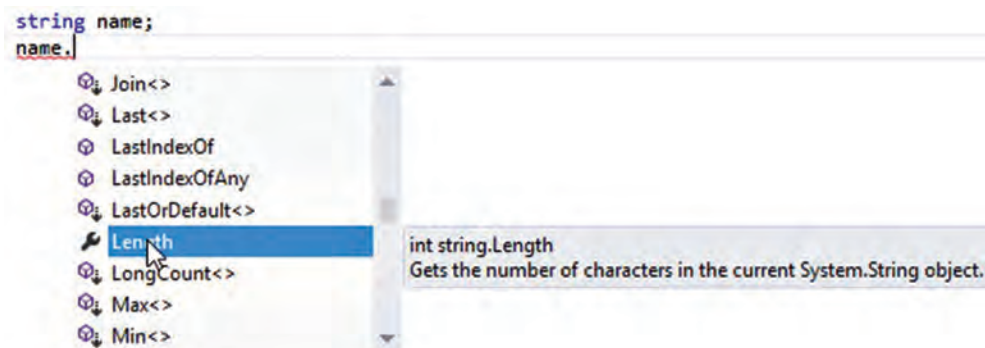 string name;
name.
Join<>
Last<>
LastIndexOf
LastIndexOfAny
LastOrDefault<>
Length
int string.Length
LongCount<>
Gets the number of characters in the current System.String object.
Max<>
Min<>